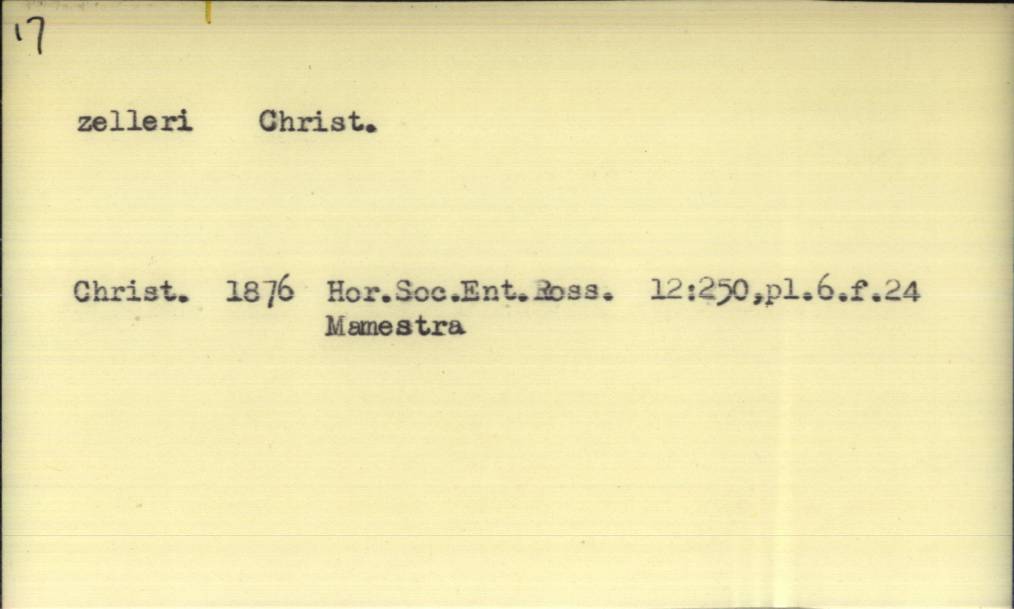 17
zelleri Christ.
Christ. 1876 Hor.Soc.Ent.Ross. 12:250,pl.6.f.24
Mamestra